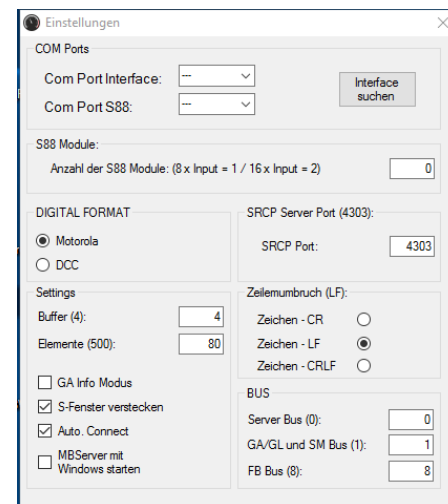 Einstellungen
COM Ports
Com Port Interface:
---
Interface suchen
Com Port S88:
---
S88 Module:
Anzahl der S88 Module: (8 x Input = 1 / 16 x Input = 2)
0
DIGITAL FORMAT
Motorola
DCC
SRCP Server Port (4303):
SRCP Port:
4303
Settings
Buffer (4):
4
Elemente (500):
80
GA Info Modus
S-Fenster verstecken
Auto. Connect
MBServer mit
Windows starten
Zeilemumbruch (LF):
Zeichen - CR
Zeichen - LF
Zeichen - CRLF
BUS
Server Bus (0):
0
GA/GL und SM Bus (1):
1
FB Bus (8):
8